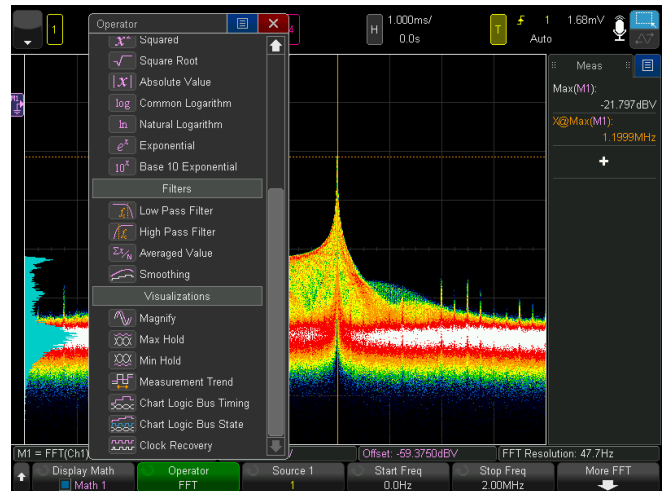 1
Operator
4
H
1.000ms/
0.0s
T
1
1.68mV
Auto
x² Squared
√ Square Root
|x| Absolute Value
log Common Logarithm
ln Natural Logarithm
eˣ Exponential
10ˣ Base 10 Exponential
Filters
Low Pass Filter
High Pass Filter
Σx/N Averaged Value
Smoothing
Visualizations
Magnify
Max Hold
Min Hold
Measurement Trend
Chart Logic Bus Timing
Chart Logic Bus State
Clock Recovery
M1
Meas
Max(M1):
-21.797dBV
X@Max(M1):
1.1999MHz
M1 = FFT(Ch1)
Offset: -59.3750dBV
FFT Resolution: 47.7Hz
Display Math
Math 1
Operator
FFT
Source 1
1
Start Freq
0.0Hz
Stop Freq
2.00MHz
More FFT